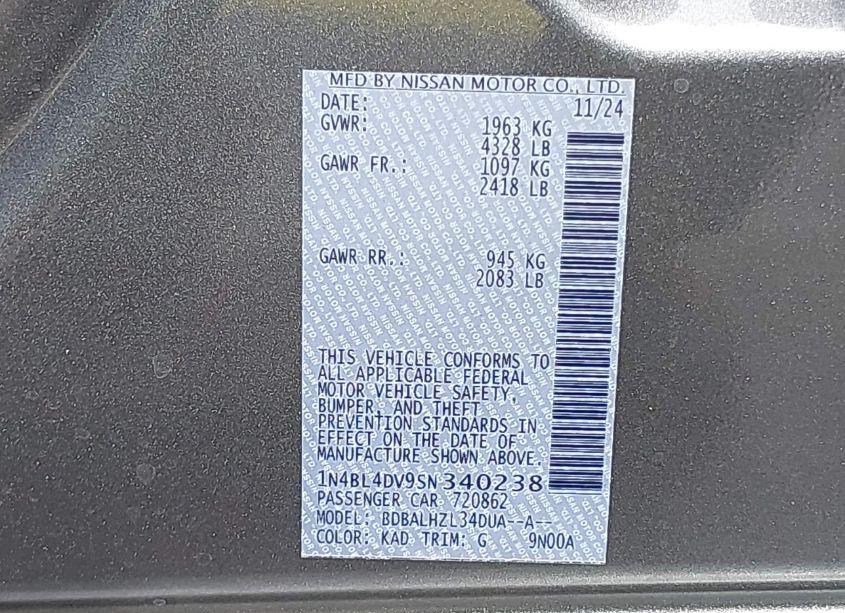 MFD BY NISSAN MOTOR CO., LTD.
DATE: 11/24
GVWR: 1963 KG
4328 LB
GAWR FR.: 1097 KG
2418 LB
GAWR RR.: 945 KG
2083 LB
THIS VEHICLE CONFORMS TO
ALL APPLICABLE FEDERAL
MOTOR VEHICLE SAFETY,
BUMPER, AND THEFT
PREVENTION STANDARDS IN
EFFECT ON THE DATE OF
MANUFACTURE SHOWN ABOVE.
1N4BL4DV9SN340238
PASSENGER CAR 720862
MODEL: BDBALHZL34DUA--A--
COLOR: KAD TRIM: G 9N00A